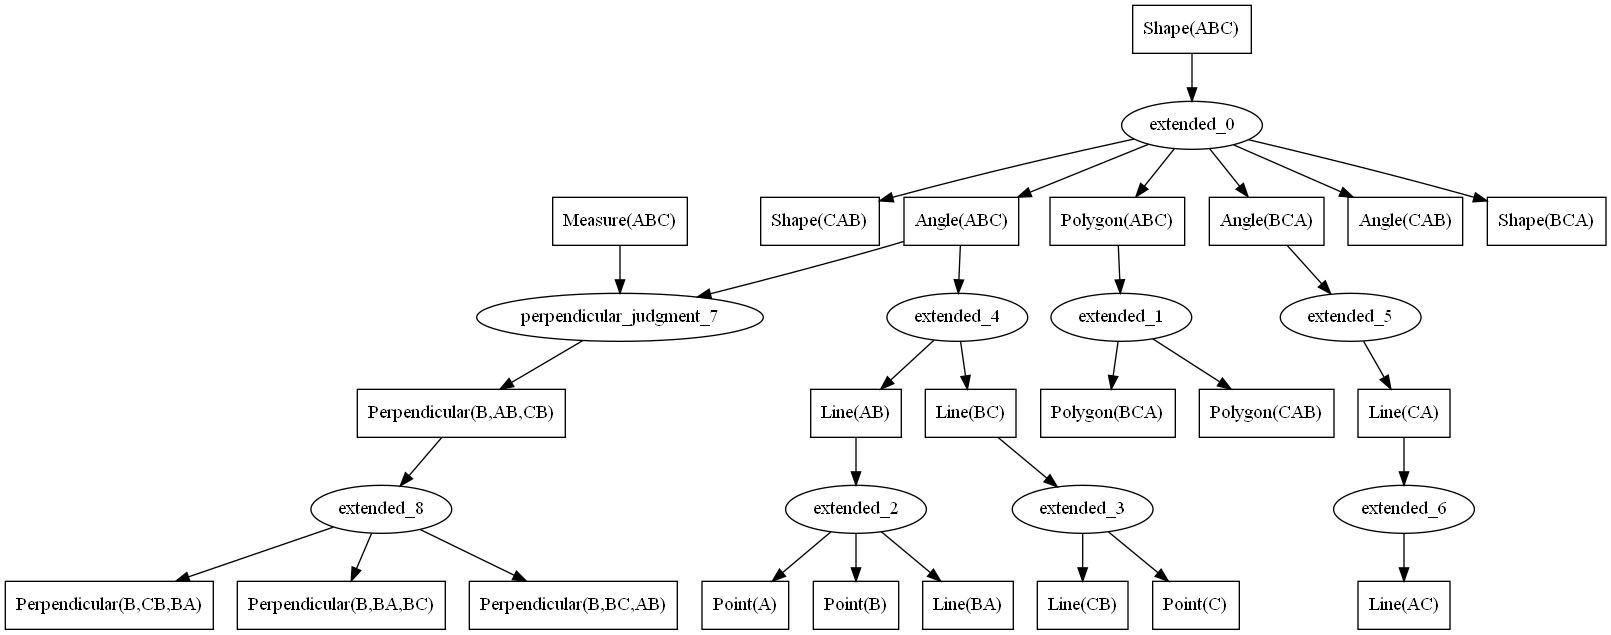 Shape(ABC)
extended_0
Measure(ABC)
Shape(CAB)
Angle(ABC)
Polygon(ABC)
Angle(BCA)
Angle(CAB)
Shape(BCA)
perpendicular_judgment_7
extended_4
extended_1
extended_5
Perpendicular(B,AB,CB)
Line(AB)
Line(BC)
Polygon(BCA)
Polygon(CAB)
Line(CA)
extended_8
extended_2
extended_3
extended_6
Perpendicular(B,CB,BA)
Perpendicular(B,BA,BC)
Perpendicular(B,BC,AB)
Point(A)
Point(B)
Line(BA)
Line(CB)
Point(C)
Line(AC)